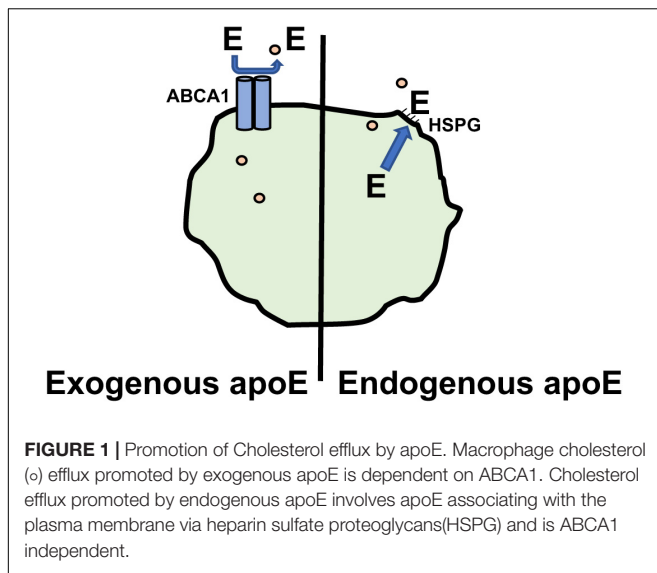 E E
ABCA1
E
HSPG
E
Exogenous apoE Endogenous apoE
FIGURE 1 | Promotion of Cholesterol efflux by apoE. Macrophage cholesterol
(o) efflux promoted by exogenous apoE is dependent on ABCA1. Cholesterol
efflux promoted by endogenous apoE involves apoE associating with the
plasma membrane via heparin sulfate proteoglycans(HSPG) and is ABCA1
independent.